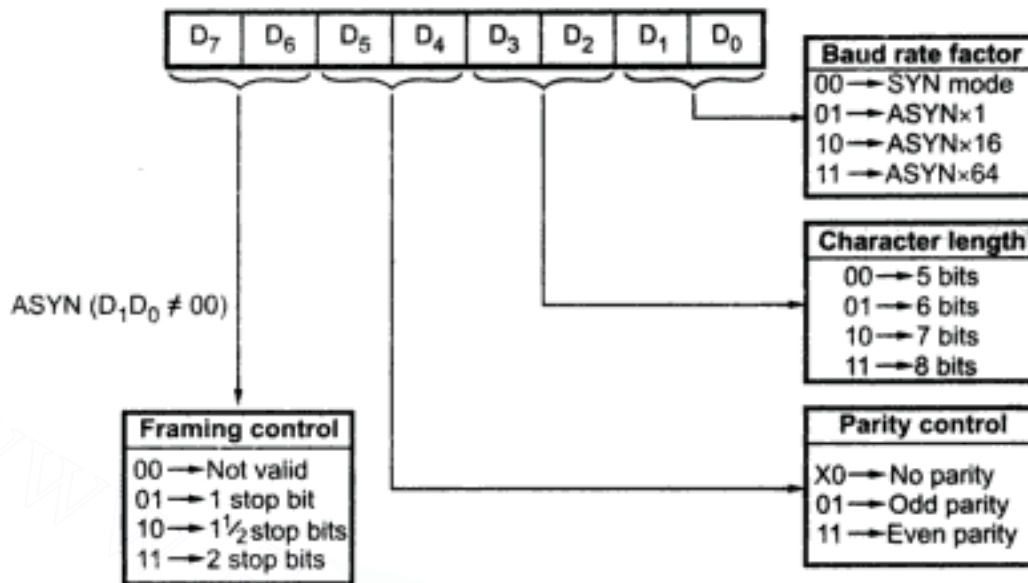 D7 D6 D5 D4 D3 D2 D1 D0
Baud rate factor
00→SYN mode
01→ASYN×1
10→ASYN×16
11→ASYN×64
Character length
00→5 bits
01→6 bits
10→7 bits
11→8 bits
ASYN (D1D0 ≠ 00)
Framing control
00→Not valid
01→1 stop bit
10→1½ stop bits
11→2 stop bits
Parity control
X0→No parity
01→Odd parity
11→Even parity